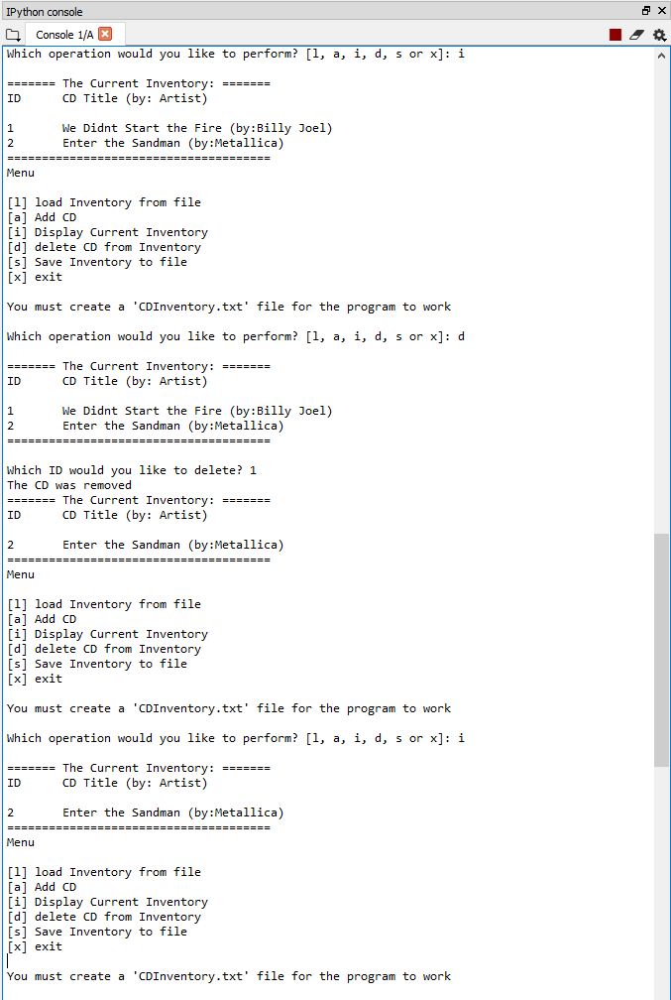 IPython console
Console 1/A
Which operation would you like to perform? [l, a, i, d, s or x]: i
======= The Current Inventory: =======
ID CD Title (by: Artist)
1 We Didnt Start the Fire (by:Billy Joel)
2 Enter the Sandman (by:Metallica)
======================================
Menu
[l] load Inventory from file
[a] Add CD
[i] Display Current Inventory
[d] delete CD from Inventory
[s] Save Inventory to file
[x] exit
You must create a 'CDInventory.txt' file for the program to work
Which operation would you like to perform? [l, a, i, d, s or x]: d
======= The Current Inventory: =======
ID CD Title (by: Artist)
1 We Didnt Start the Fire (by:Billy Joel)
2 Enter the Sandman (by:Metallica)
======================================
Which ID would you like to delete? 1
The CD was removed
======= The Current Inventory: =======
ID CD Title (by: Artist)
2 Enter the Sandman (by:Metallica)
======================================
Menu
[l] load Inventory from file
[a] Add CD
[i] Display Current Inventory
[d] delete CD from Inventory
[s] Save Inventory to file
[x] exit
You must create a 'CDInventory.txt' file for the program to work
Which operation would you like to perform? [l, a, i, d, s or x]: i
======= The Current Inventory: =======
ID CD Title (by: Artist)
2 Enter the Sandman (by:Metallica)
======================================
Menu
[l] load Inventory from file
[a] Add CD
[i] Display Current Inventory
[d] delete CD from Inventory
[s] Save Inventory to file
[x] exit
You must create a 'CDInventory.txt' file for the program to work